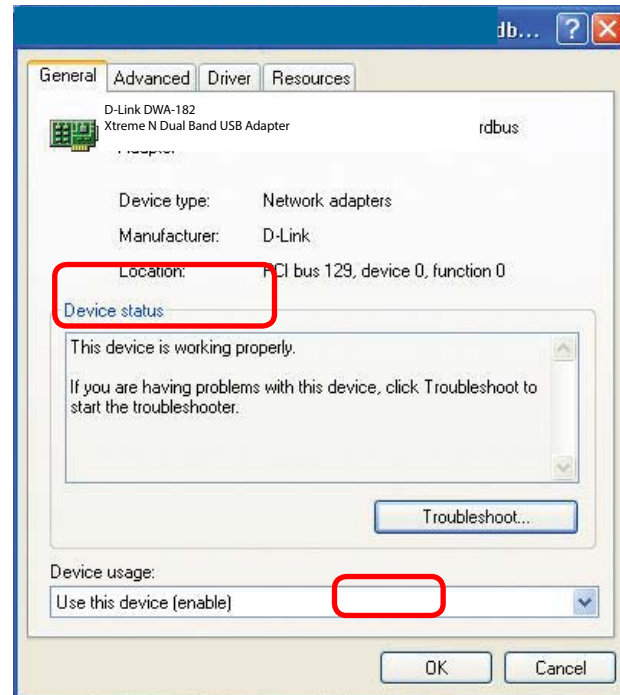 db...
General Advanced Driver Resources
D-Link DWA-182
Xtreme N Dual Band USB Adapter rdbus
Device type: Network adapters
Manufacturer: D-Link
Location: PCI bus 129, device 0, function 0
Device status
This device is working properly.
If you are having problems with this device, click Troubleshoot to
start the troubleshooter.
Troubleshoot...
Device usage:
Use this device (enable)
OK Cancel